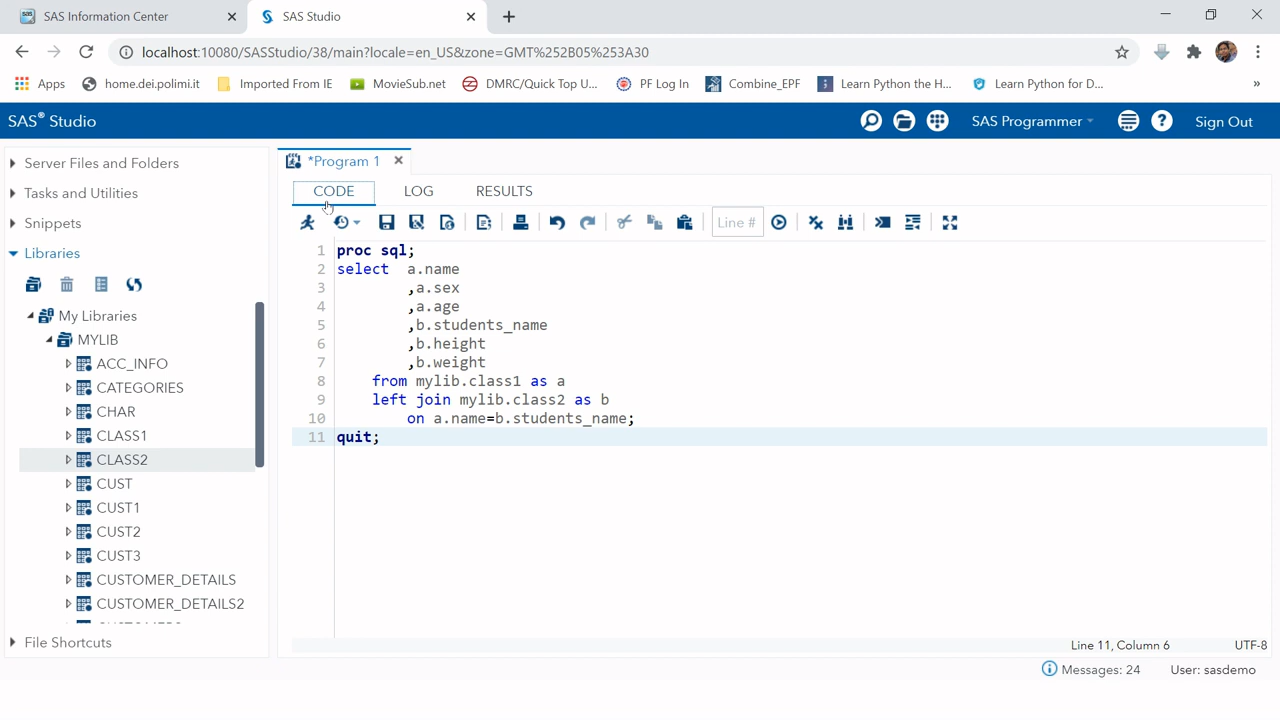 SAS Information Center
SAS Studio
localhost:10080/SASStudio/38/main?locale=en_US&zone=GMT%252B05%253A30
Apps home.dei.polimi.it Imported From IE MovieSub.net DMRC/Quick Top U... PF Log In Combine_EPF Learn Python the H... Learn Python for D... »
SAS® Studio SAS Programmer Sign Out
Server Files and Folders
Tasks and Utilities
Snippets
Libraries
My Libraries
MYLIB
ACC_INFO
CATEGORIES
CHAR
CLASS1
CLASS2
CUST
CUST1
CUST2
CUST3
CUSTOMER_DETAILS
CUSTOMER_DETAILS2
File Shortcuts
*Program 1
CODE LOG RESULTS
Line #
1 proc sql;
2 select a.name
3 ,a.sex
4 ,a.age
5 ,b.students_name
6 ,b.height
7 ,b.weight
8 from mylib.class1 as a
9 left join mylib.class2 as b
10 on a.name=b.students_name;
11 quit;
Line 11, Column 6 UTF-8
Messages: 24 User: sasdemo